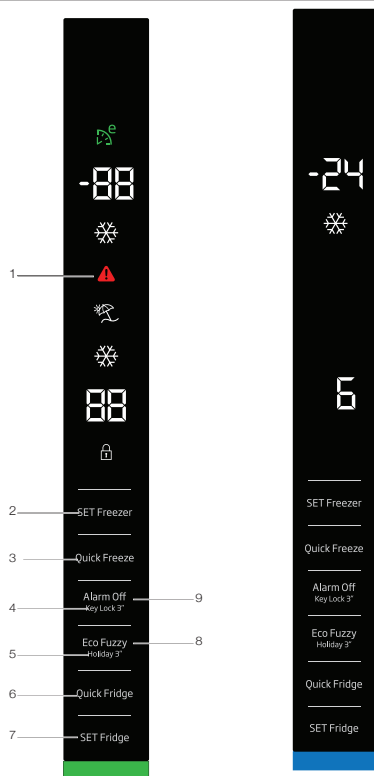 e
-88
1
88
2 SET Freezer
3 Quick Freeze
Alarm Off 9
4 Key Lock 3"
Eco Fuzzy 8
5 Holiday 3"
6 Quick Fridge
7 SET Fridge
-24
6
SET Freezer
Quick Freeze
Alarm Off
Key Lock 3"
Eco Fuzzy
Holiday 3"
Quick Fridge
SET Fridge